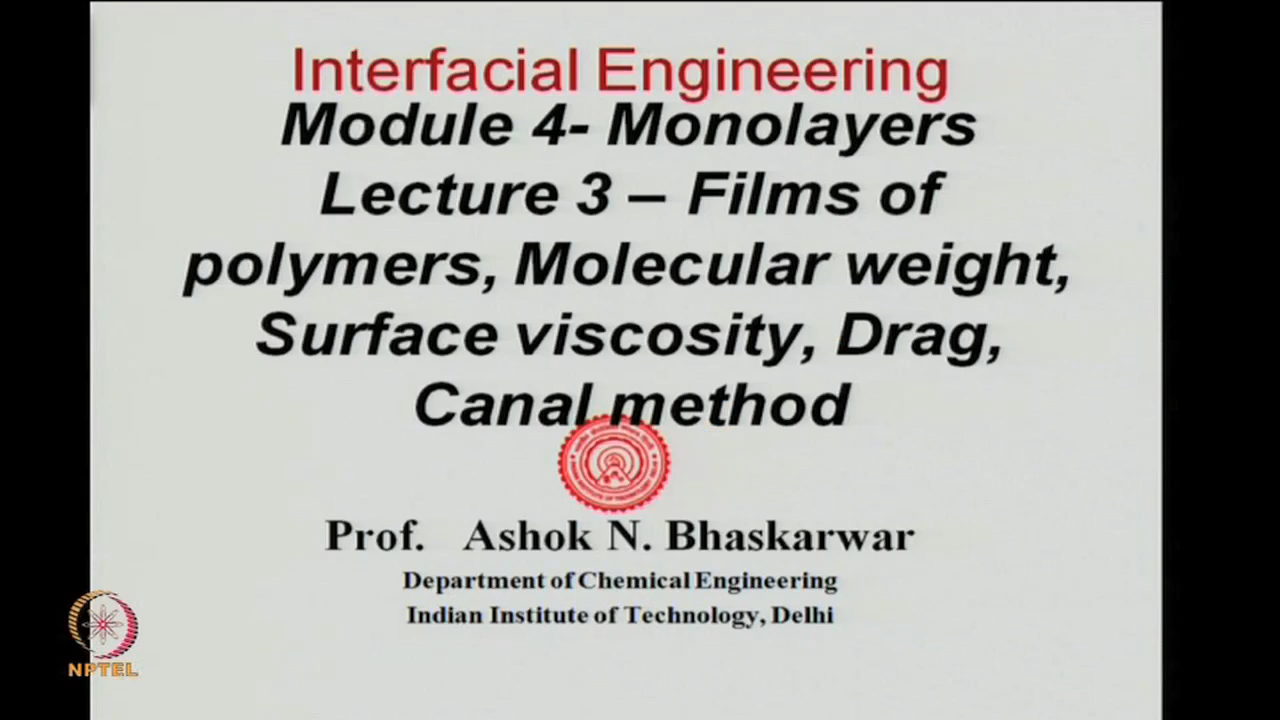 Interfacial Engineering
Module 4- Monolayers
Lecture 3 – Films of
polymers, Molecular weight,
Surface viscosity, Drag,
Canal method
Prof. Ashok N. Bhaskarwar
Department of Chemical Engineering
Indian Institute of Technology, Delhi
NPTEL